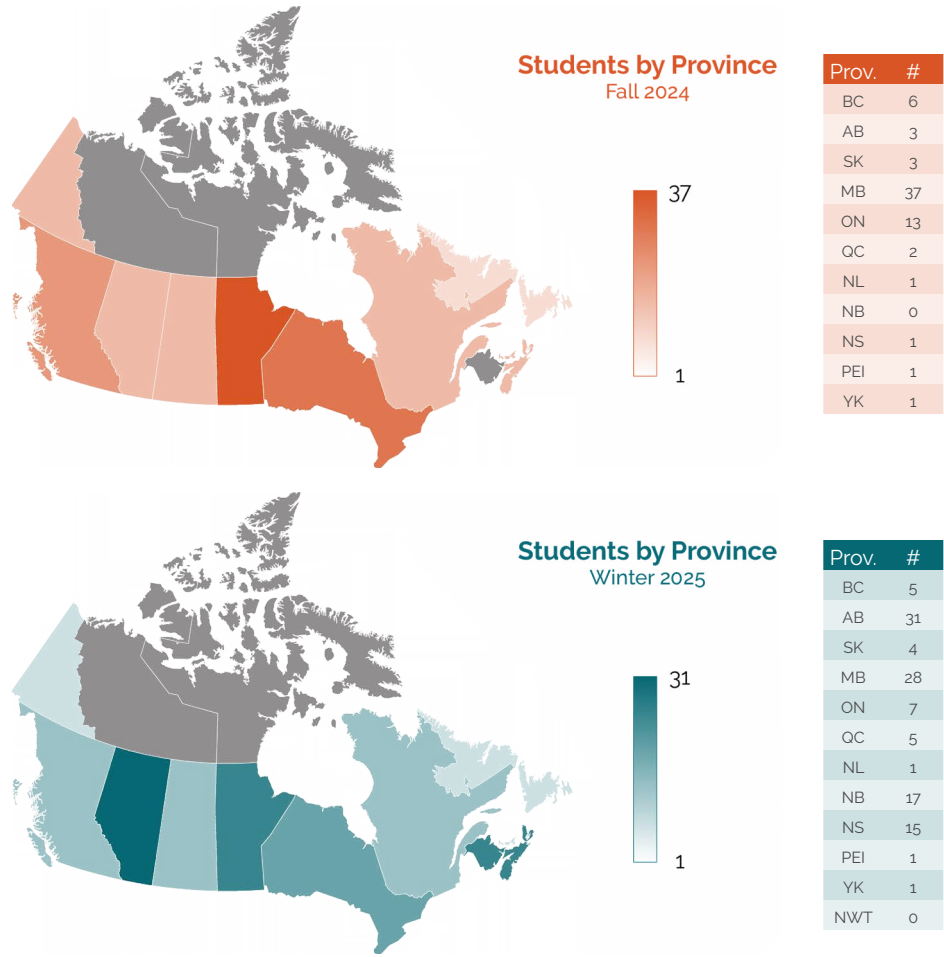 Students by Province
Fall 2024
37
1
Prov. #
BC 6
AB 3
SK 3
MB 37
ON 13
QC 2
NL 1
NB 0
NS 1
PEI 1
YK 1
Students by Province
Winter 2025
31
1
Prov. #
BC 5
AB 31
SK 4
MB 28
ON 7
QC 5
NL 1
NB 17
NS 15
PEI 1
YK 1
NWT 0